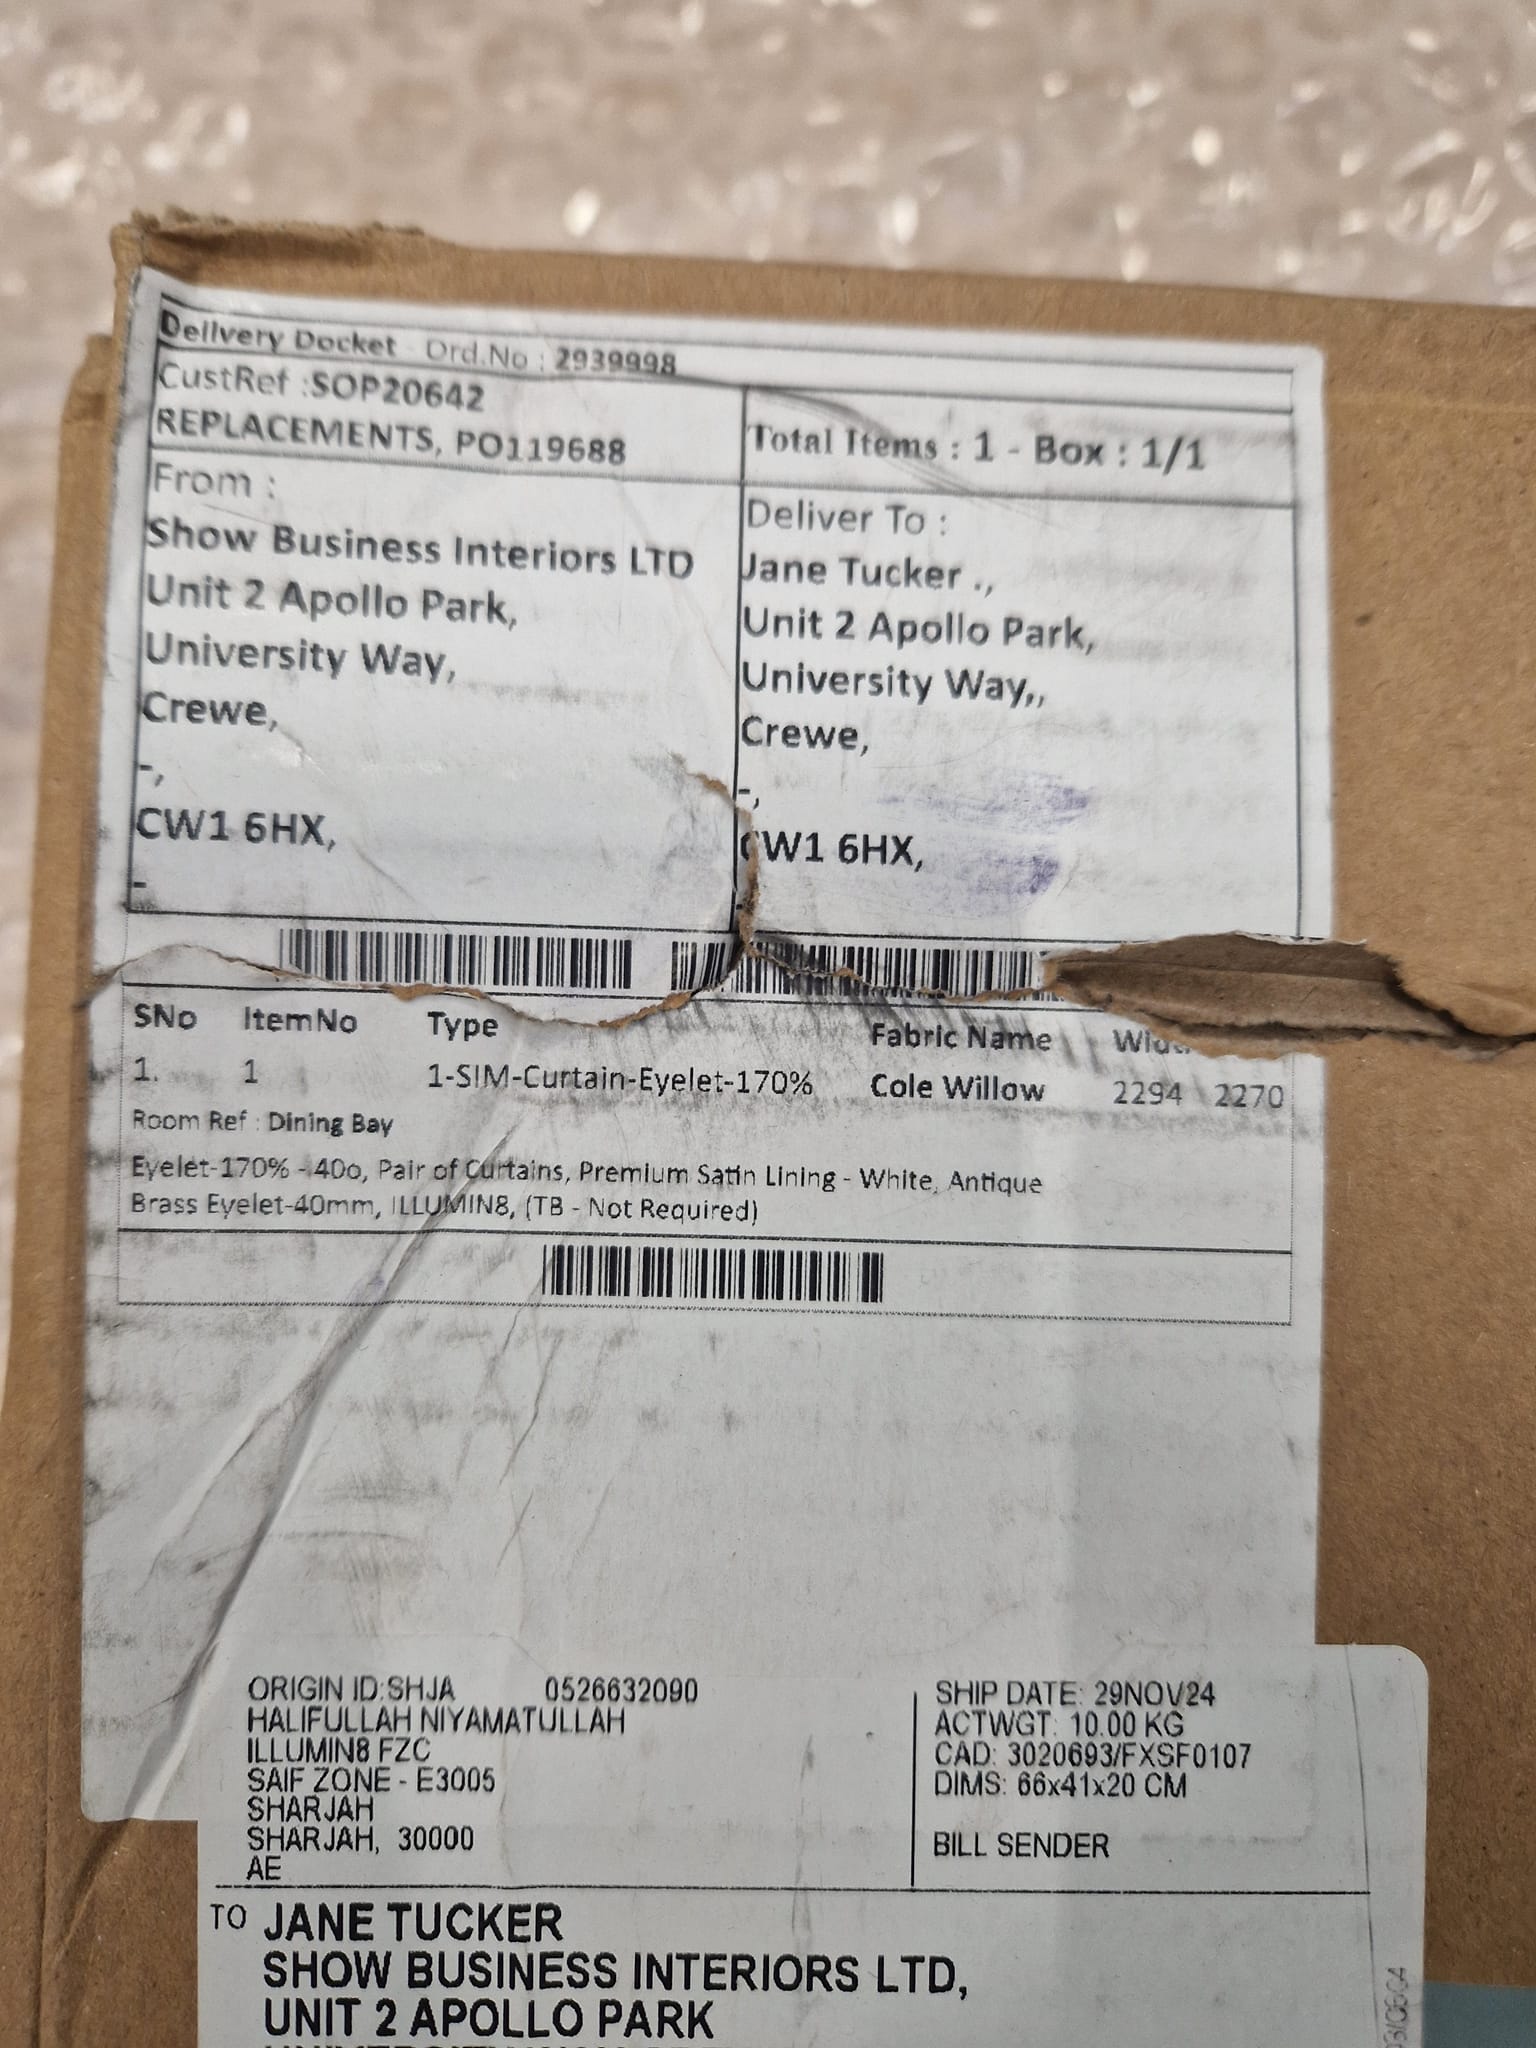 Delivery Docket - Ord.No : 2939998
CustRef :SOP20642
REPLACEMENTS, PO119688
Total Items : 1 - Box : 1/1
From :
Show Business Interiors LTD
Unit 2 Apollo Park,
University Way,
Crewe,
-,
CW1 6HX,
-
Deliver To :
Jane Tucker .,
Unit 2 Apollo Park,
University Way,,
Crewe,
-,
CW1 6HX,
SNo ItemNo Type Fabric Name
1. 1 1-SIM-Curtain-Eyelet-170% Cole Willow 2294 2270
Room Ref : Dining Bay
Eyelet-170% - 40o, Pair of Curtains, Premium Satin Lining - White, Antique
Brass Eyelet-40mm, ILLUMIN8, (TB - Not Required)
ORIGIN ID:SHJA 0526632090
HALIFULLAH NIYAMATULLAH
ILLUMIN8 FZC
SAIF ZONE - E3005
SHARJAH
SHARJAH, 30000
AE
SHIP DATE: 29NOV24
ACTWGT: 10.00 KG
CAD: 3020693/FXSF0107
DIMS: 66x41x20 CM
BILL SENDER
TO JANE TUCKER
SHOW BUSINESS INTERIORS LTD,
UNIT 2 APOLLO PARK